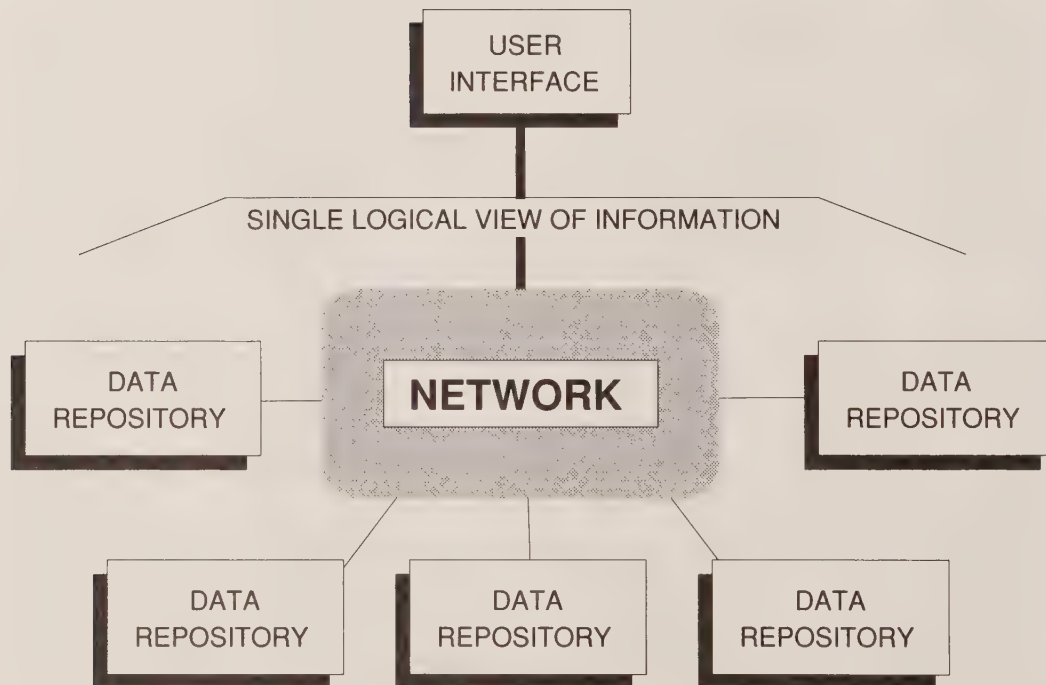 USER
INTERFACE
SINGLE LOGICAL VIEW OF INFORMATION
DATA
REPOSITORY
NETWORK
DATA
REPOSITORY
DATA
REPOSITORY
DATA
REPOSITORY
DATA
REPOSITORY